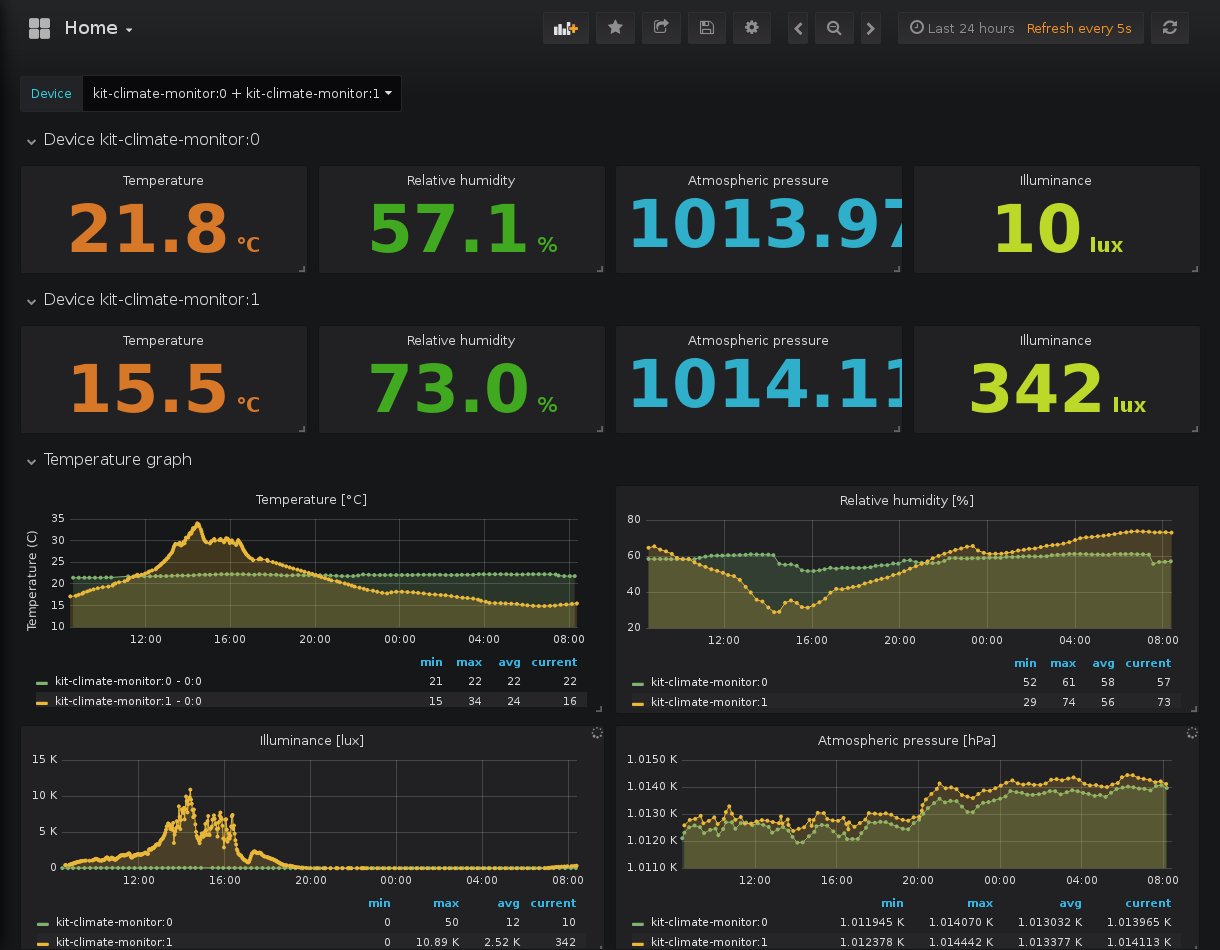 Home
Last 24 hours Refresh every 5s
Device kit-climate-monitor:0 + kit-climate-monitor:1
Device kit-climate-monitor:0
Temperature Relative humidity Atmospheric pressure Illuminance
21.8 °C 57.1 % 1013.97 10 lux
Device kit-climate-monitor:1
Temperature Relative humidity Atmospheric pressure Illuminance
15.5 °C 73.0 % 1014.11 342 lux
Temperature graph
Temperature [°C]
Temperature (C)
35
30
25
20
15
10
12:00 16:00 20:00 00:00 04:00 08:00
min max avg current
kit-climate-monitor:0 - 0:0 21 22 22 22
kit-climate-monitor:1 - 0:0 15 34 24 16
Relative humidity [%]
80
60
40
20
12:00 16:00 20:00 00:00 04:00 08:00
min max avg current
kit-climate-monitor:0 52 61 58 57
kit-climate-monitor:1 29 74 56 73
Illuminance [lux]
15 K
10 K
5 K
0
12:00 16:00 20:00 00:00 04:00 08:00
min max avg current
kit-climate-monitor:0 0 50 12 10
kit-climate-monitor:1 0 10.89 K 2.52 K 342
Atmospheric pressure [hPa]
1.0150 K
1.0140 K
1.0130 K
1.0120 K
1.0110 K
12:00 16:00 20:00 00:00 04:00 08:00
min max avg current
kit-climate-monitor:0 1.011945 K 1.014070 K 1.013032 K 1.013965 K
kit-climate-monitor:1 1.012378 K 1.014442 K 1.013377 K 1.014113 K